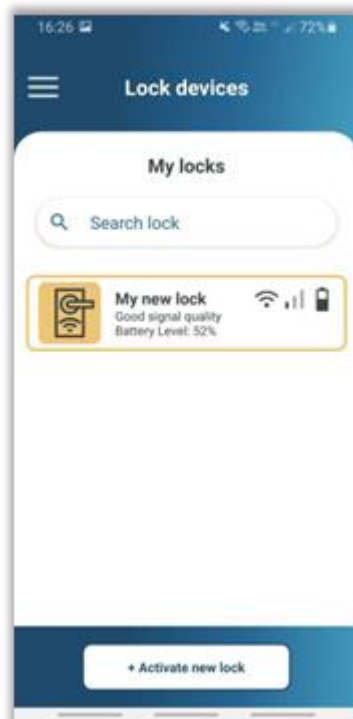 16:26 72%
Lock devices
My locks
Search lock
My new lock
Good signal quality
Battery Level: 52%
+ Activate new lock